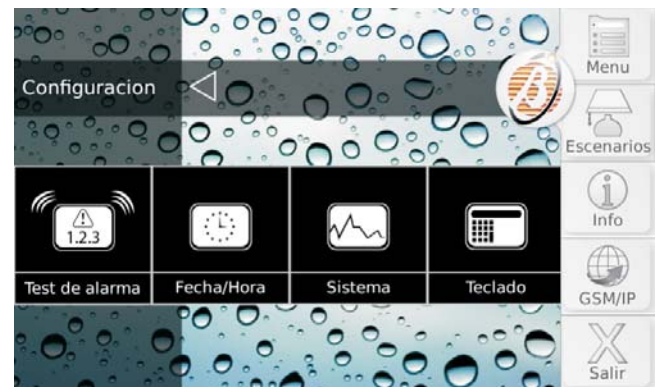 Configuracion
Menu
Escenarios
Info
GSM/IP
Salir
1.2.3
Test de alarma
Fecha/Hora
Sistema
Teclado